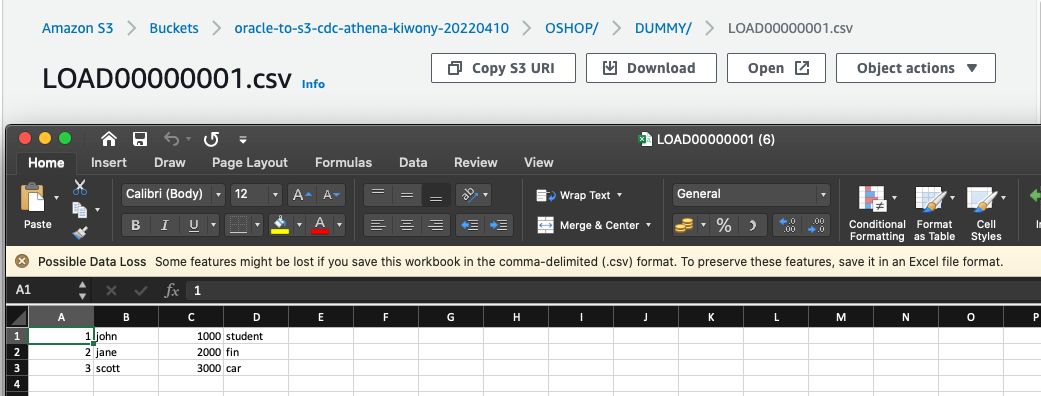 Amazon S3 > Buckets > oracle-to-s3-cdc-athena-kiwony-20220410 > OSHOP/ > DUMMY/ > LOAD00000001.csv
LOAD00000001.csv Info
Copy S3 URI
Download
Open
Object actions
LOAD00000001 (6)
Home Insert Draw Page Layout Formulas Data Review View
Paste
Calibri (Body) 12 A A
B I U A
Wrap Text
Merge & Center
General
% .0 .00 .00 .0
Conditional Formatting
Format as Table
Cell Styles
Possible Data Loss Some features might be lost if you save this workbook in the comma-delimited (.csv) format. To preserve these features, save it in an Excel file format.
A1 fx 1
A B C D E F G H I J K L M N O P
1 1 john 1000 student
2 2 jane 2000 fin
3 3 scott 3000 car
4